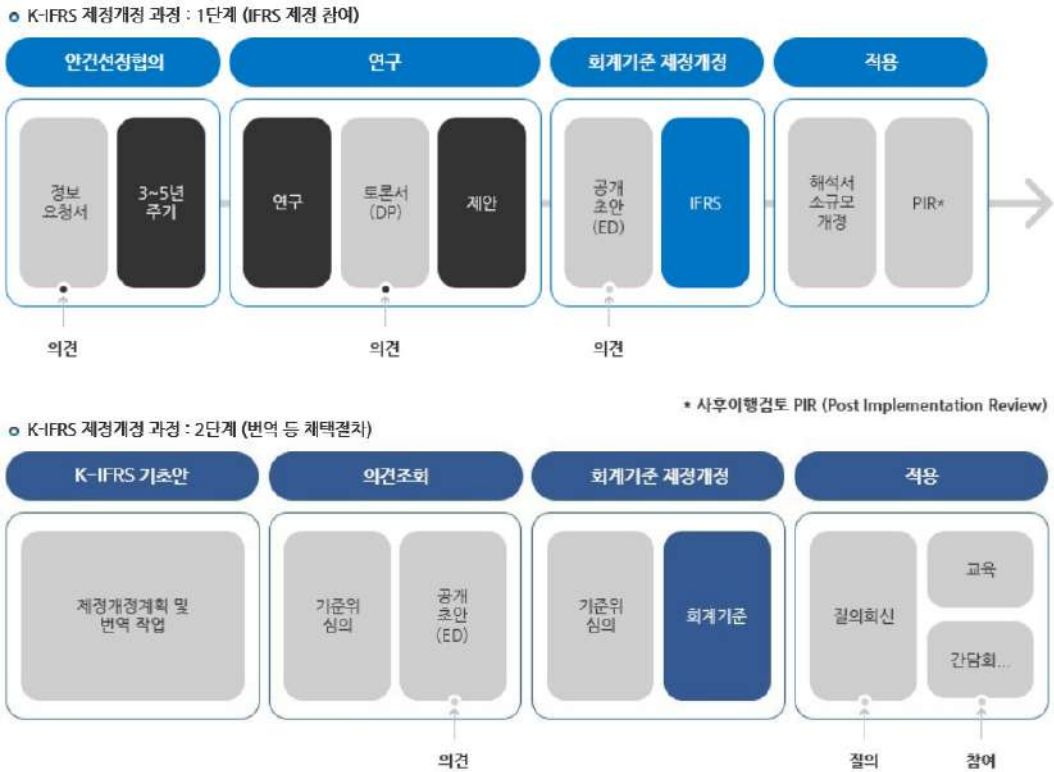 K-IFRS 제정개정 과정 : 1단계 (IFRS 제정 참여)
안건선정협의
연구
회계기준 제정개정
적용
정보
요청서
3~5년
주기
연구
토론서
(DP)
제안
공개
초안
(ED)
IFRS
해석서
소규모
개정
PIR*
의견
의견
의견
* 사후이행검토 PIR (Post Implementation Review)
K-IFRS 제정개정 과정 : 2단계 (번역 등 채택절차)
K-IFRS 기초안
의견조회
회계기준 제정개정
적용
제정개정계획 및
번역 작업
기준위
심의
공개
초안
(ED)
기준위
심의
회계기준
질의회신
교육
간담회...
의견
질의
참여